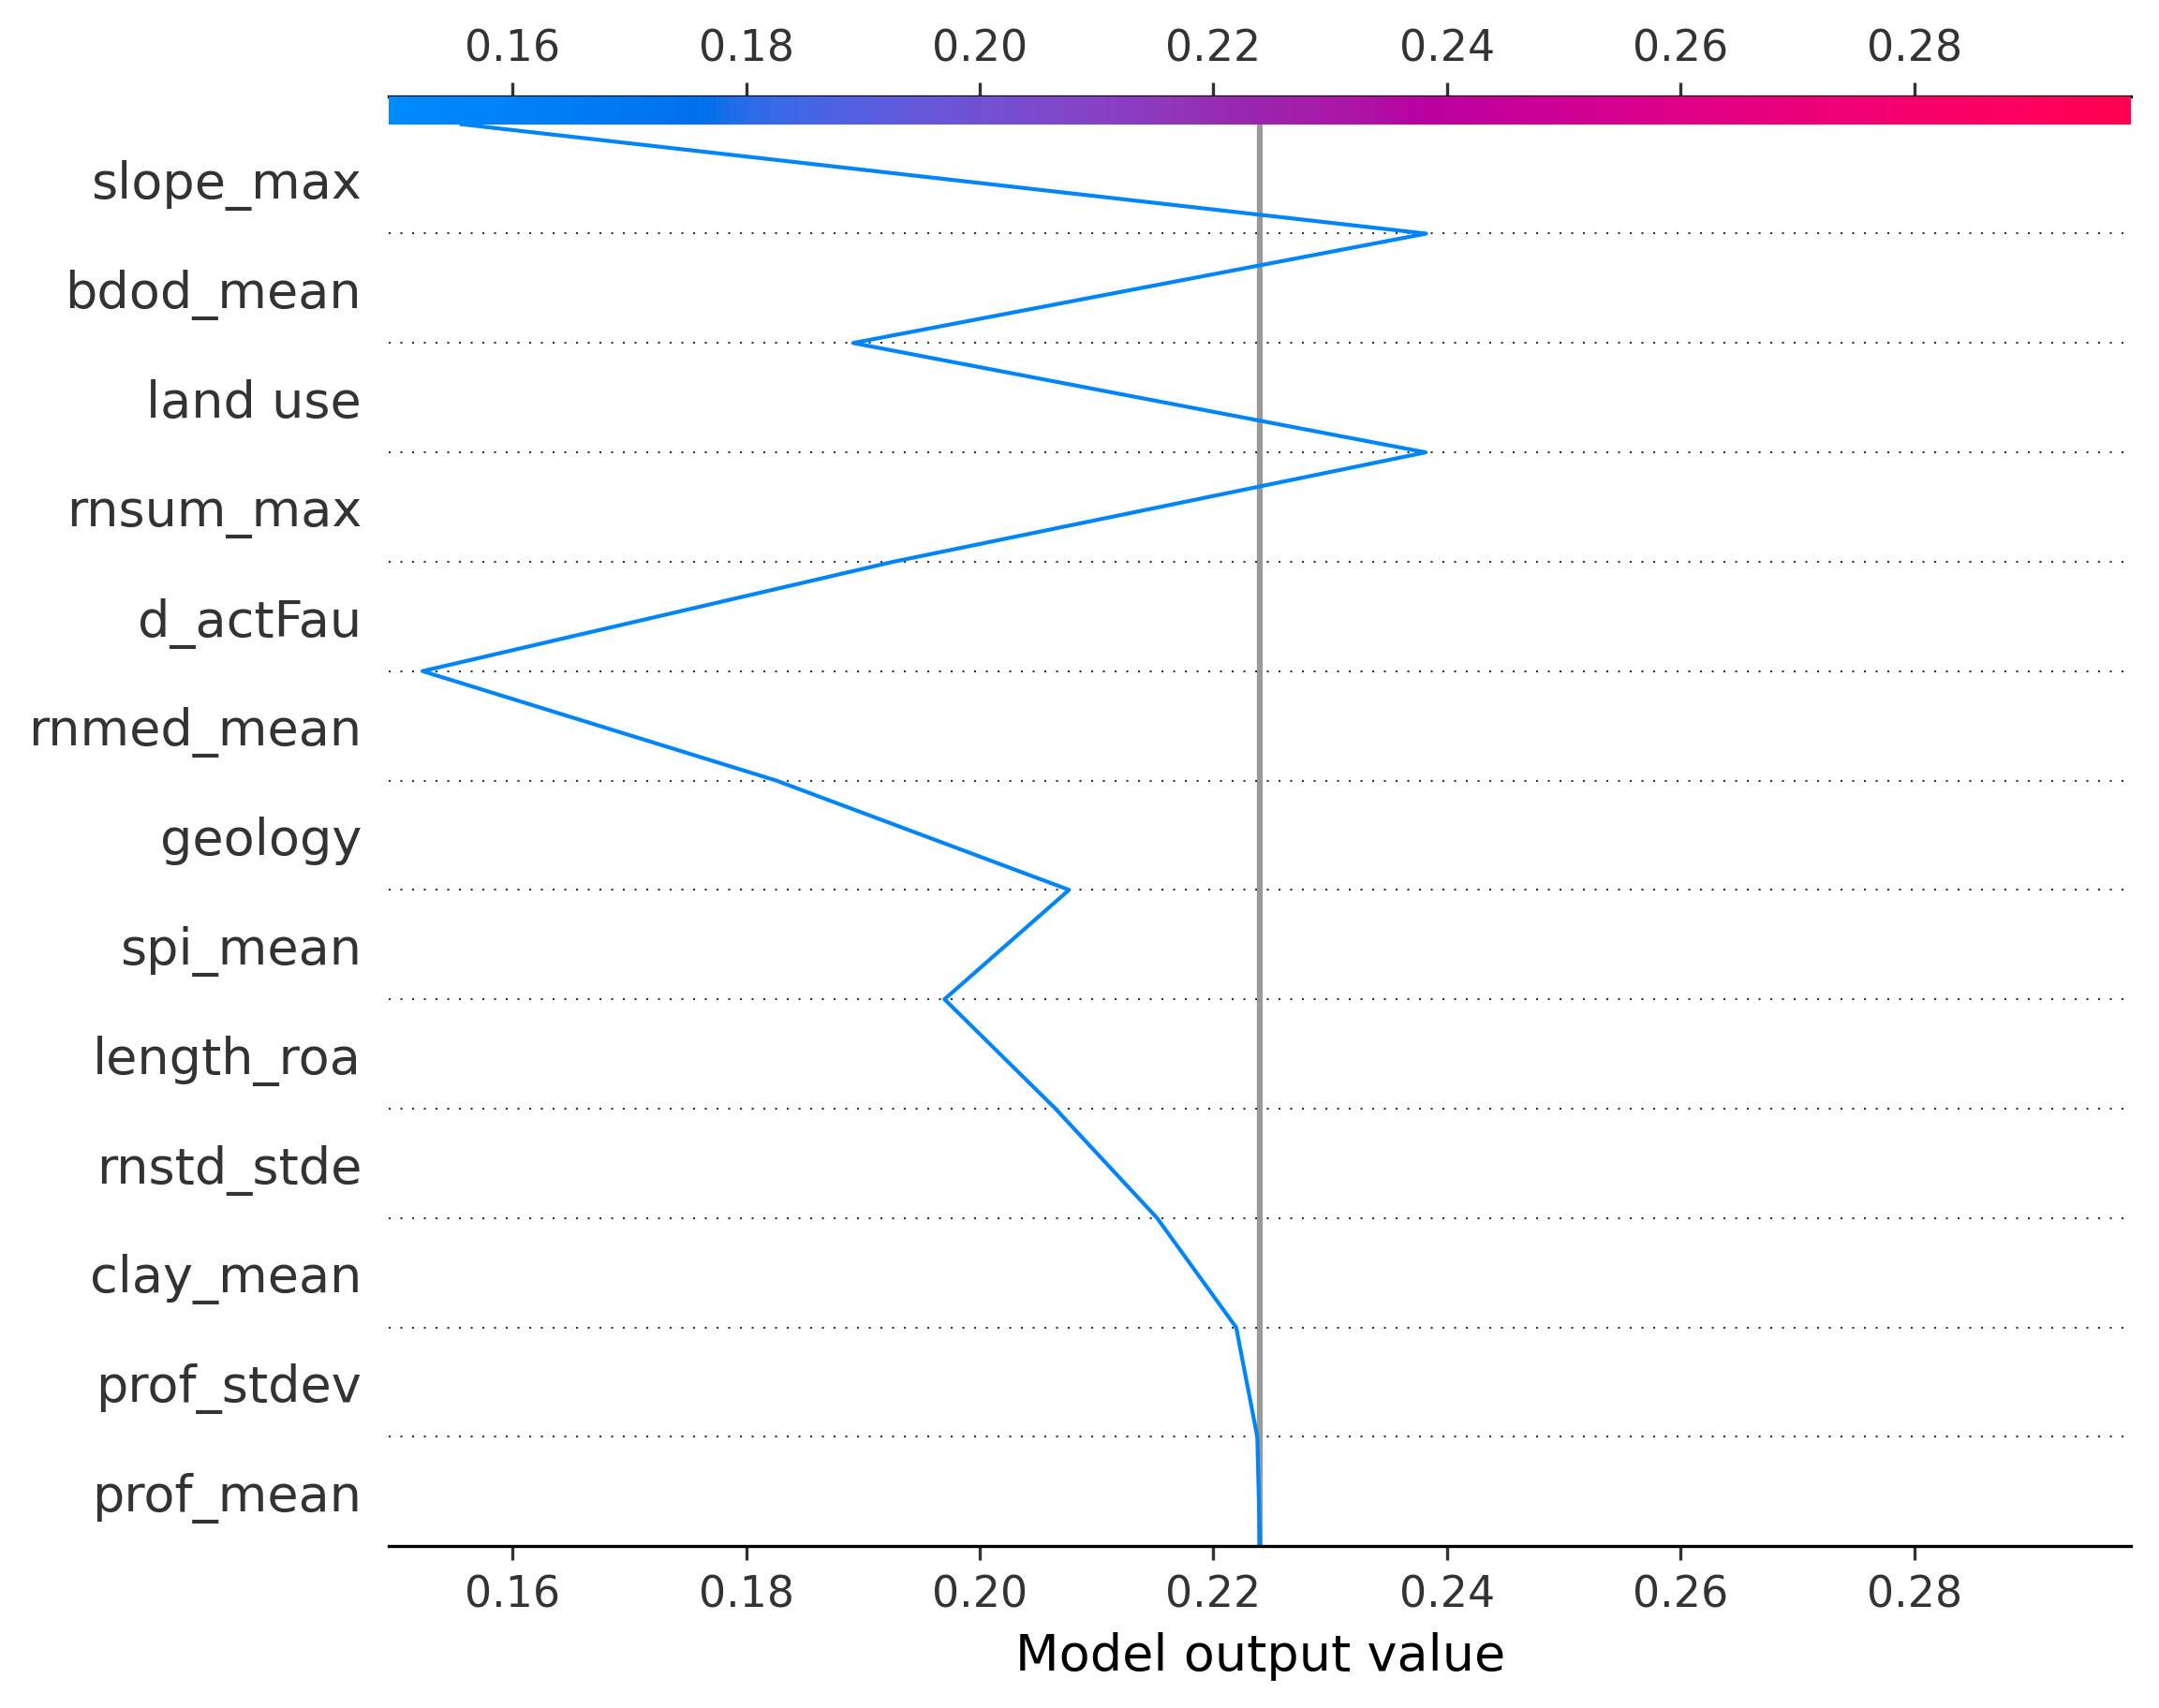 0.16 0.18 0.20 0.22 0.24 0.26 0.28
slope_max
bdod_mean
land use
rnsum_max
d_actFau
rnmed_mean
geology
spi_mean
length_roa
rnstd_stde
clay_mean
prof_stdev
prof_mean
0.16 0.18 0.20 0.22 0.24 0.26 0.28
Model output value